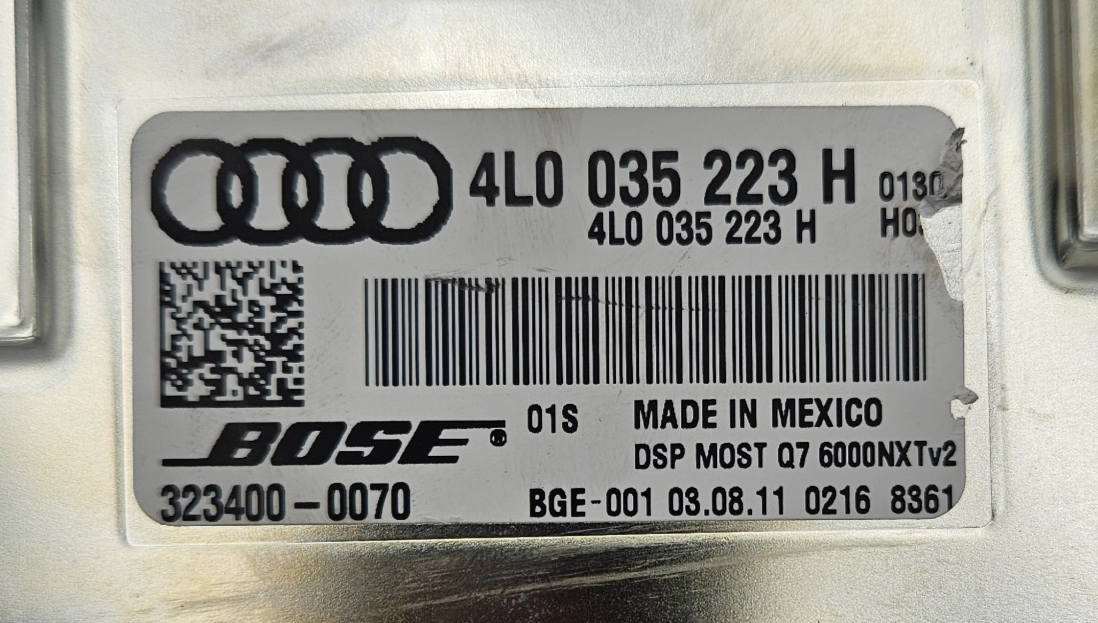 4L0 035 223 H 0130
4L0 035 223 H
BOSE® 01S MADE IN MEXICO
DSP MOST Q7 6000NXTv2
323400-0070 BGE-001 03.08.11 0216 8361